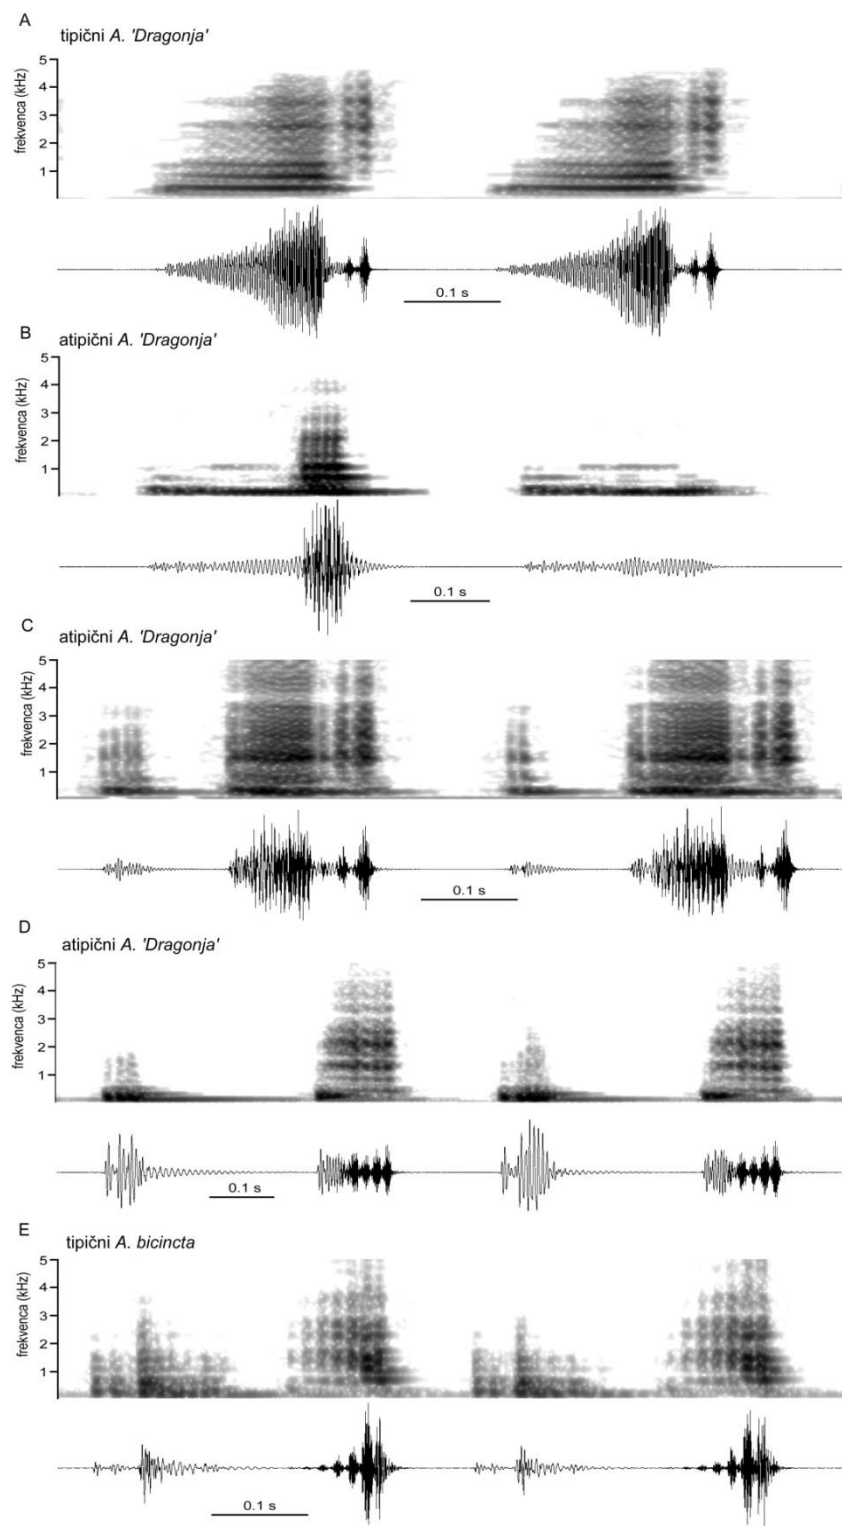 A
tipični A. 'Dragonja'
frekvenca (kHz)
5
4
3
2
1
0.1 s
B
atipični A. 'Dragonja'
frekvenca (kHz)
5
4
3
2
1
0.1 s
C
atipični A. 'Dragonja'
frekvenca (kHz)
5
4
3
2
1
0.1 s
D
atipični A. 'Dragonja'
frekvenca (kHz)
5
4
3
2
1
0.1 s
E
tipični A. bicincta
frekvenca (kHz)
5
4
3
2
1
0.1 s